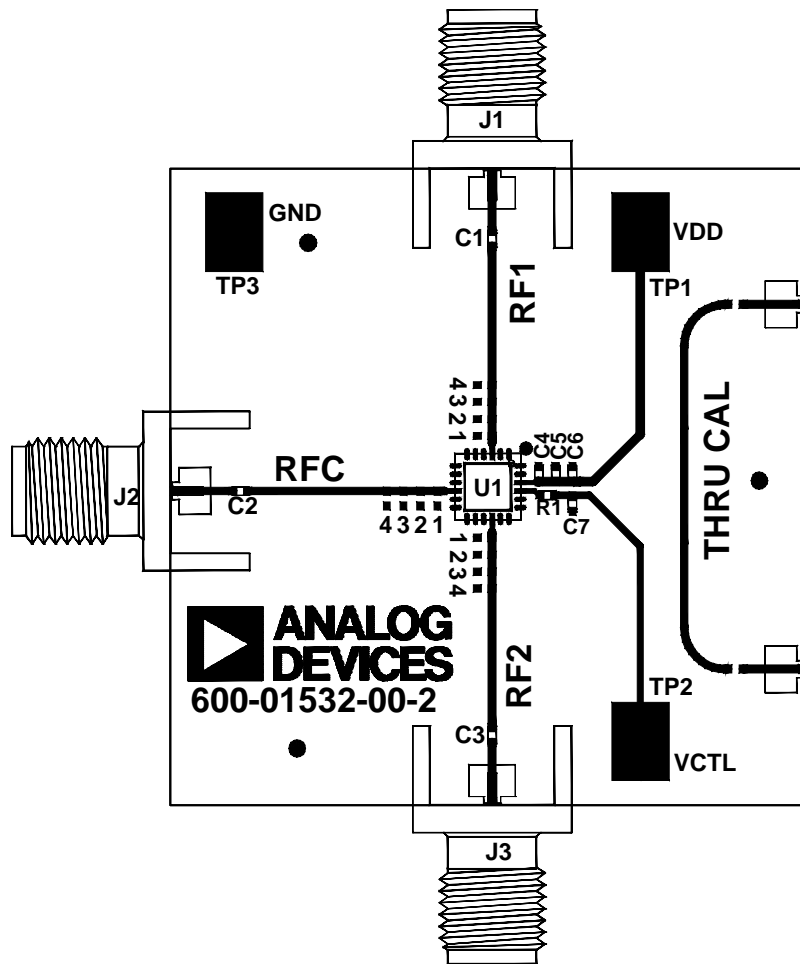 J1
GND
TP3
C1
RF1
VDD
TP1
4
3
2
1
C4
C5
C6
THRU CAL
RFC
J2
C2
4 3 2 1
U1
R1
C7
1
2
3
4
ANALOG
DEVICES
600-01532-00-2
RF2
TP2
C3
VCTL
J3